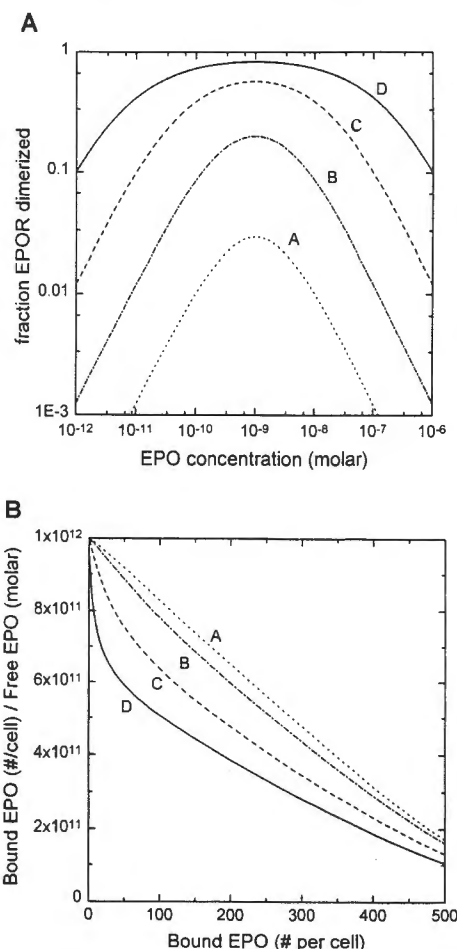 A
fraction EPOR dimerized
1
0.1
0.01
1E-3
D
C
B
A
10-12 10-11 10-10 10-9 10-8 10-7 10-6
EPO concentration (molar)
B
Bound EPO (#/cell) / Free EPO (molar)
1x10¹²
8x10¹¹
6x10¹¹
4x10¹¹
2x10¹¹
0
A
B
C
D
0 100 200 300 400 500
Bound EPO (# per cell)